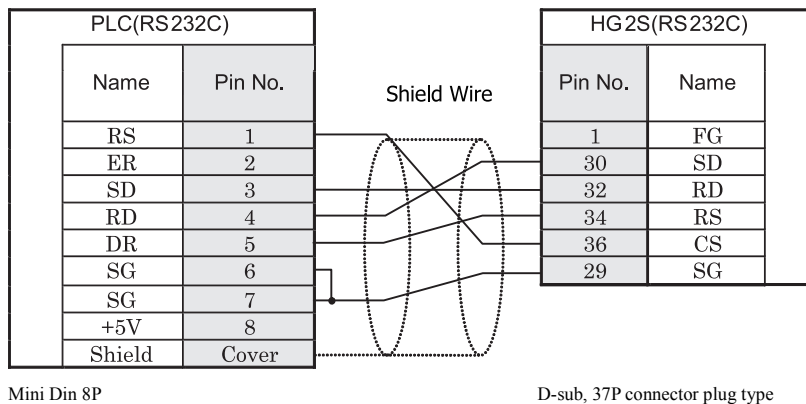 PLC(RS232C)
HG2S(RS232C)
Name Pin No.
Shield Wire
Pin No. Name
RS 1
1 FG
ER 2
30 SD
SD 3
32 RD
RD 4
34 RS
DR 5
36 CS
SG 6
29 SG
SG 7
+5V 8
Shield Cover
Mini Din 8P
D-sub, 37P connector plug type